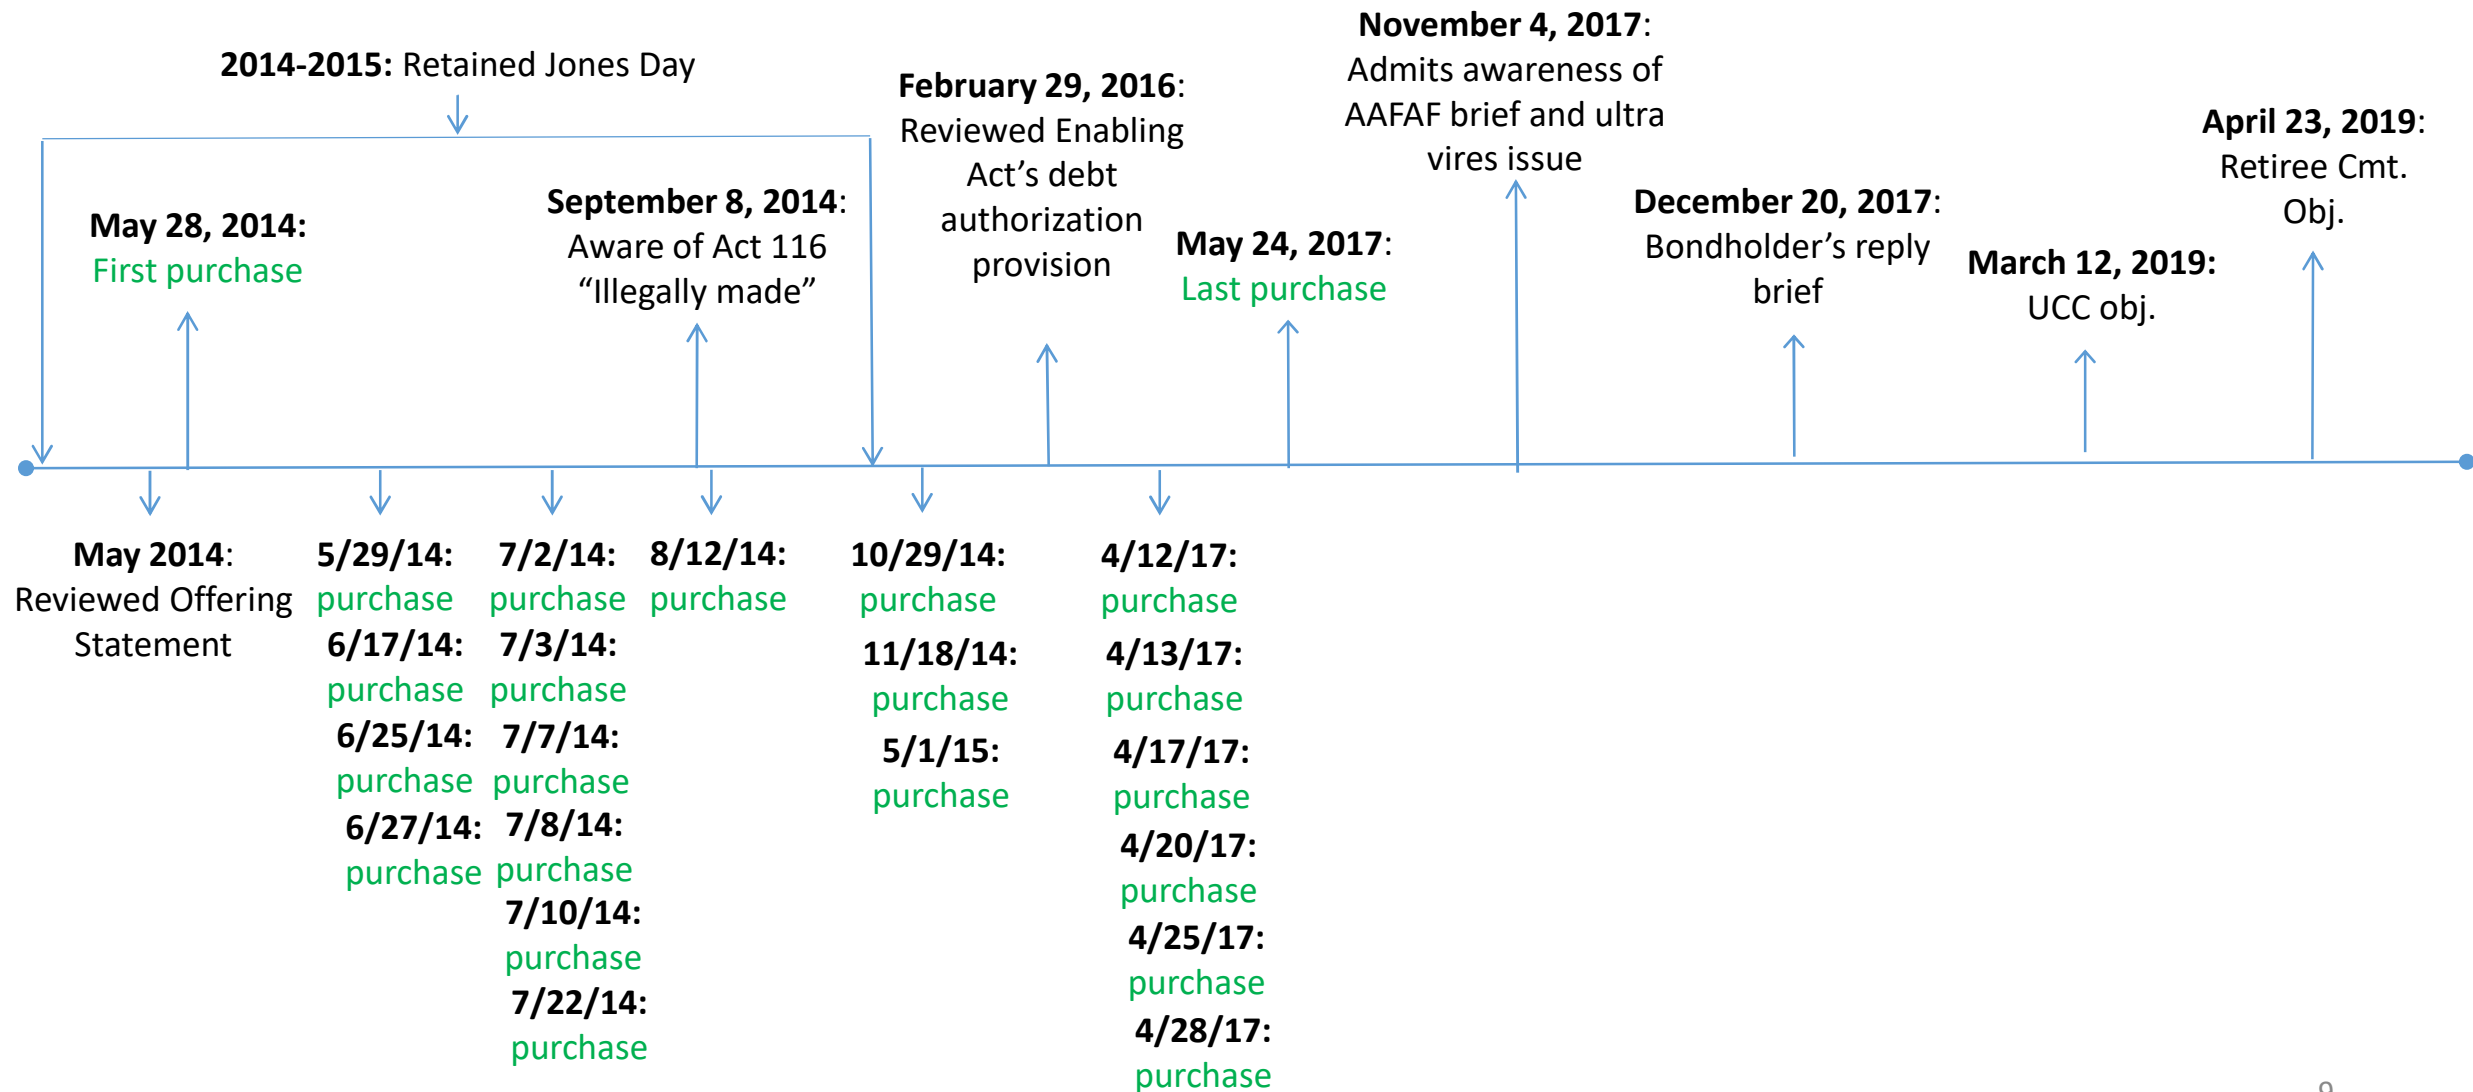 2014-2015: Retained Jones Day
May 28, 2014:
First purchase
September 8, 2014:
Aware of Act 116
“Illegally made”
February 29, 2016:
Reviewed Enabling
Act’s debt
authorization
provision
May 24, 2017:
Last purchase
November 4, 2017:
Admits awareness of
AAFAF brief and ultra
vires issue
December 20, 2017:
Bondholder’s reply
brief
March 12, 2019:
UCC obj.
April 23, 2019:
Retiree Cmt.
Obj.
May 2014:
Reviewed Offering
Statement
5/29/14:
purchase
6/17/14:
purchase
6/25/14:
purchase
6/27/14:
purchase
7/2/14:
purchase
7/3/14:
purchase
7/7/14:
purchase
7/8/14:
purchase
7/10/14:
purchase
7/22/14:
purchase
8/12/14:
purchase
10/29/14:
purchase
11/18/14:
purchase
5/1/15:
purchase
4/12/17:
purchase
4/13/17:
purchase
4/17/17:
purchase
4/20/17:
purchase
4/25/17:
purchase
4/28/17:
purchase